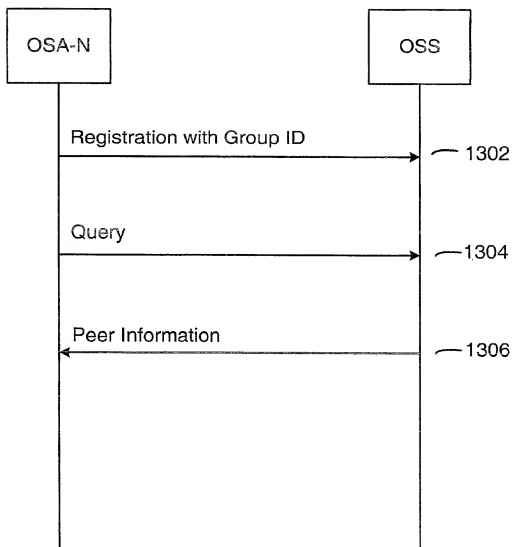 OSA-N
OSS
Registration with Group ID
1302
Query
1304
Peer Information
1306